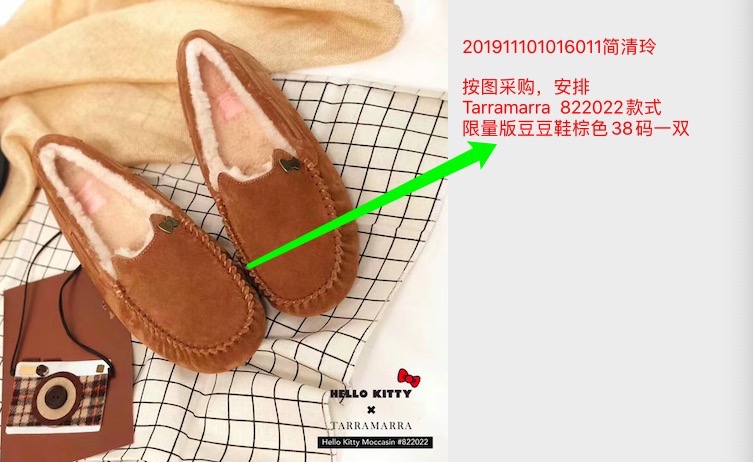 201911101016011简清玲
按图采购，安排
Tarramarra 822022款式
限量版豆豆鞋棕色38码一双
HELLO KITTY
×
TARRAMARRA
Hello Kitty Moccasin #822022